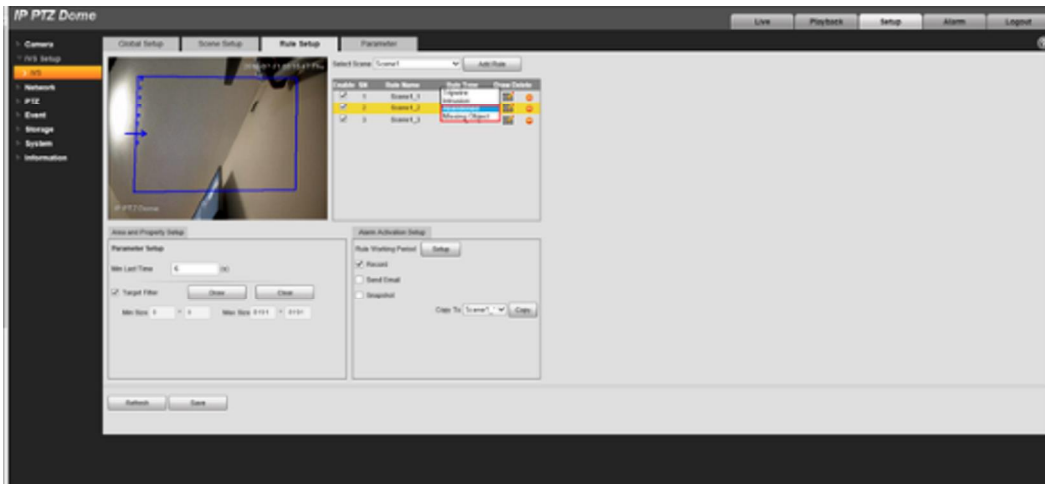 IP PTZ Dome
Live Playback Setup Alarm Logout
Camera
IVS Setup
IVS
Network
PTZ
Event
Storage
System
Information
Global Setup Scene Setup Rule Setup Parameter
Select Scene Scene1 Add Rule
Enable SN Rule Name Rule Type Draw Delete
1 Scene1_1 Tripwire
Intrusion
2 Scene1_2
3 Scene1_3 Missing Object
IP PTZ Dome
Area and Property Setup
Parameter Setup
Min Last Time 6 (s)
Target Filter Draw Clear
Min Size 0 * 0 Max Size 8191 * 8191
Alarm Activation Setup
Rule Working Period Setup
Record
Send Email
Snapshot
Copy To Scene1_ Copy
Refresh Save